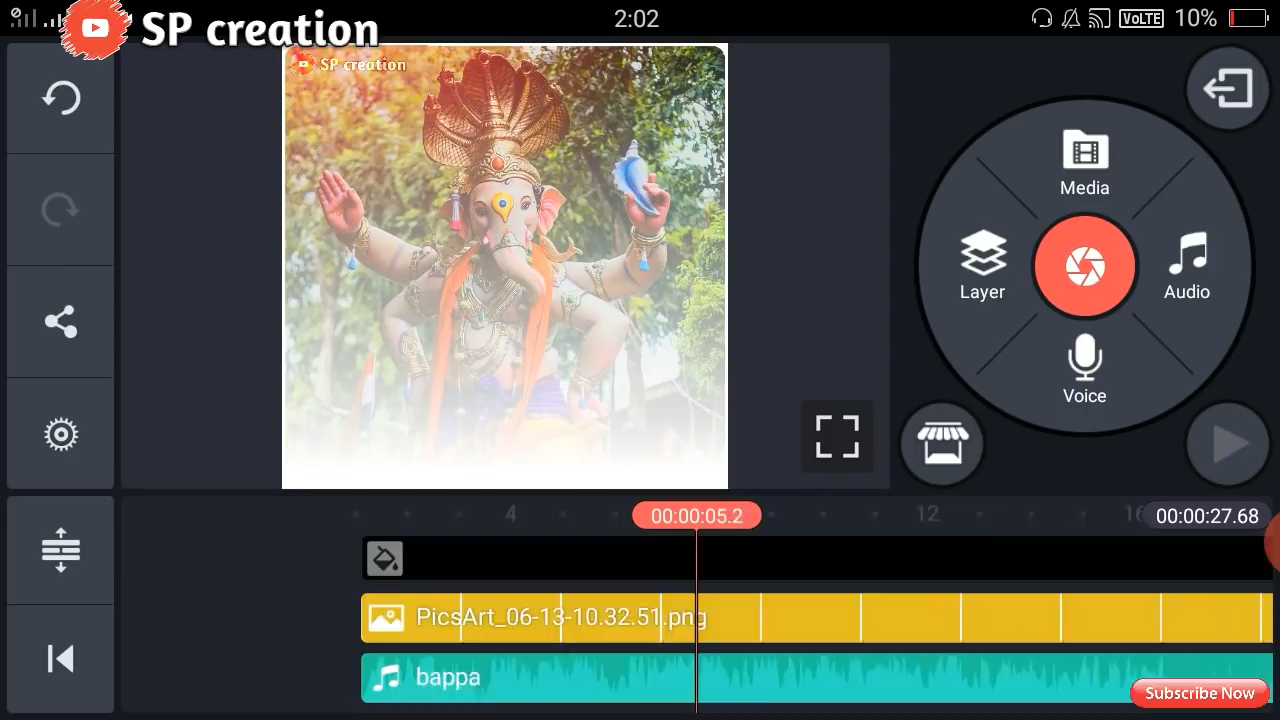 SP creation
2:02
VoLTE
10%
SP creation
Media
Layer
Audio
Voice
4
00:00:05.2
12
16
00:00:27.68
PicsArt_06-13-10.32.51.png
bappa
Subscribe Now